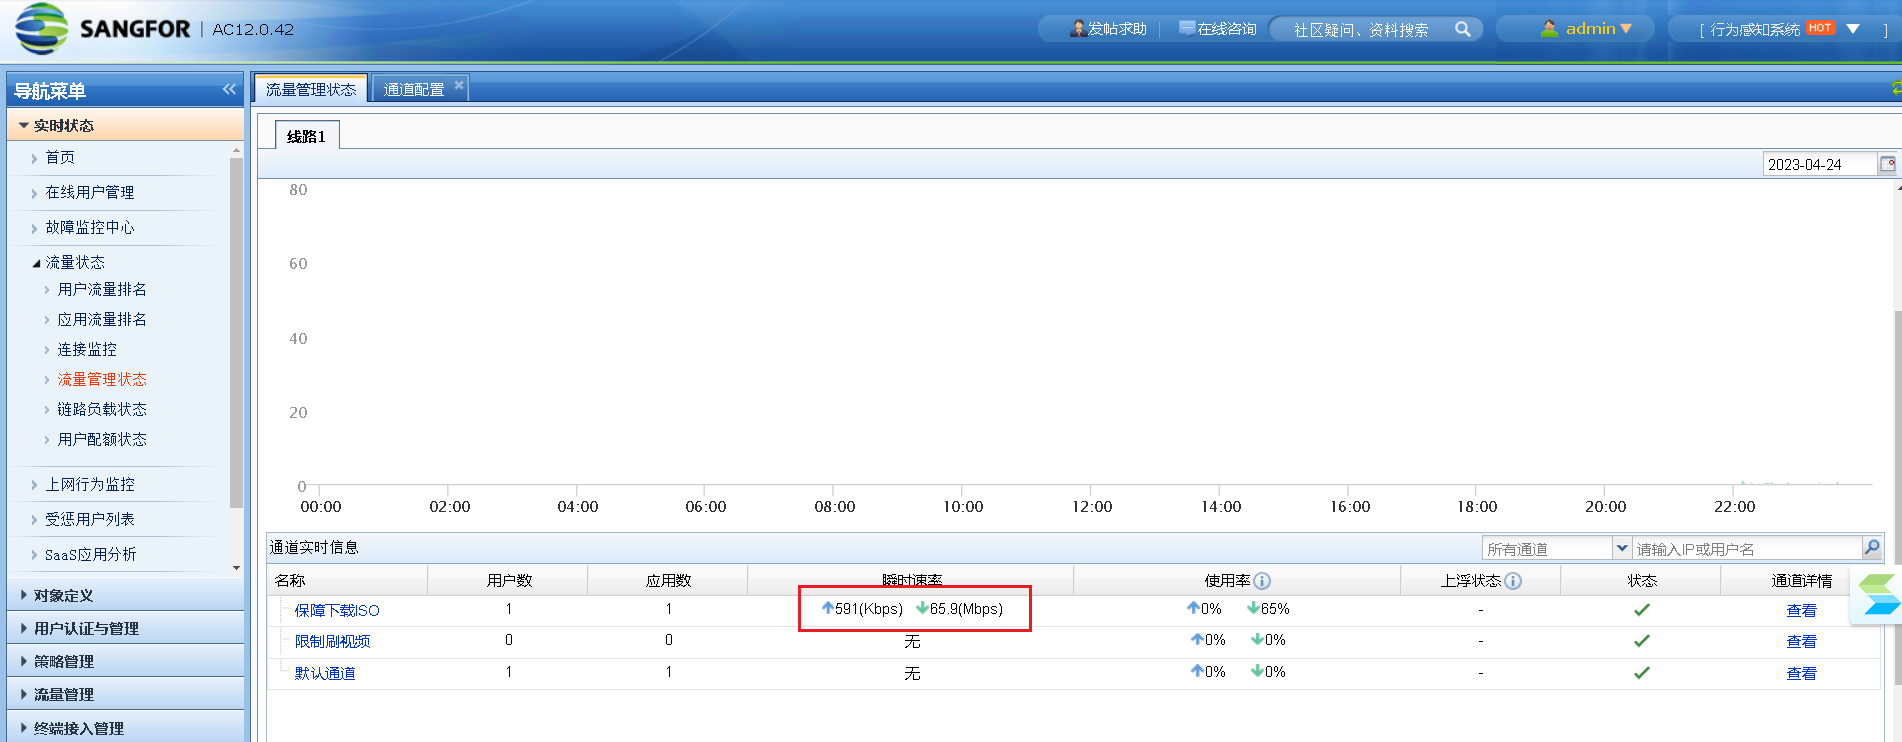 SANGFOR | AC12.0.42
发帖求助 在线咨询 社区疑问、资料搜索 admin [ 行为感知系统 HOT ]
导航菜单 «
流量管理状态 通道配置
实时状态
首页
在线用户管理
故障监控中心
流量状态
用户流量排名
应用流量排名
连接监控
流量管理状态
链路负载状态
用户配额状态
上网行为监控
受惩用户列表
SaaS应用分析
对象定义
用户认证与管理
策略管理
流量管理
终端接入管理
线路1
2023-04-24
80
60
40
20
0
00:00 02:00 04:00 06:00 08:00 10:00 12:00 14:00 16:00 18:00 20:00 22:00
通道实时信息 所有通道 请输入IP或用户名
名称 用户数 应用数 瞬时速率 使用率 上浮状态 状态 通道详情
保障下载ISO 1 1 591(Kbps) 65.9(Mbps) 0% 65% - 查看
限制刷视频 0 0 无 0% 0% - 查看
默认通道 1 1 无 0% 0% - 查看